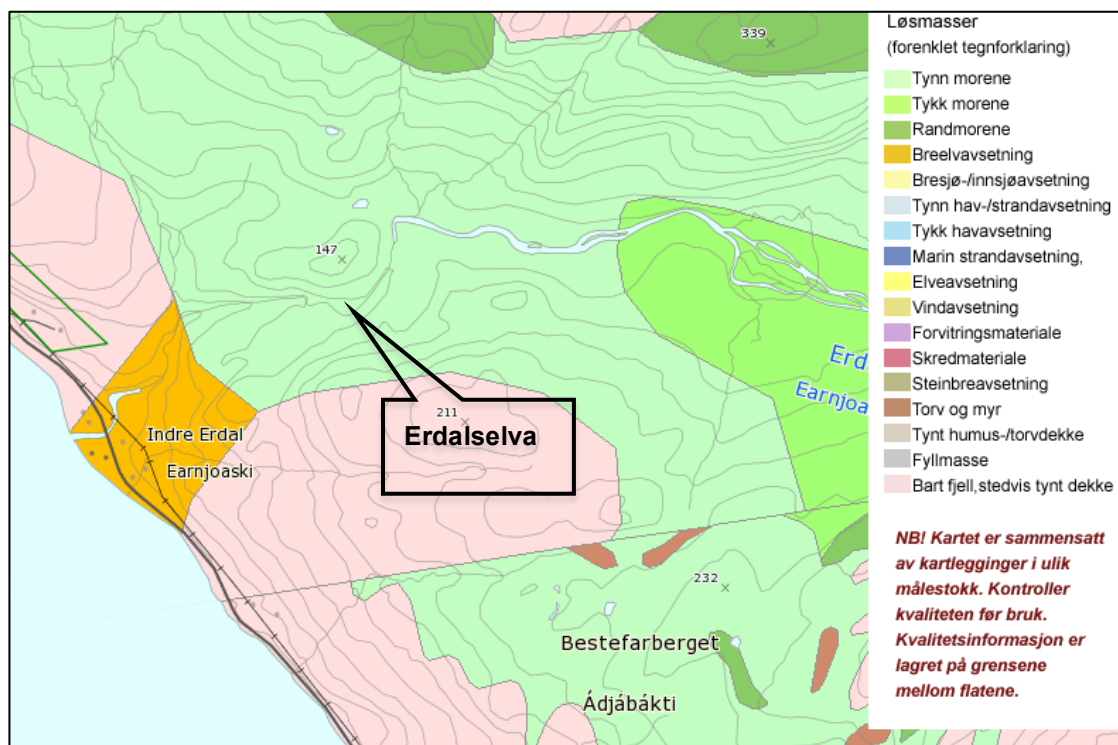 339
147
Erd
Earnjoa
211
Erdalselva
Indre Erdal
Earnjoaski
232
Bestefarberget
Ádjábákti
Løsmasser
(forenklet tegnforklaring)
Tynn morene
Tykk morene
Randmorene
Breelvavsetning
Bresjø-/innsjøavsetning
Tynn hav-/strandavsetning
Tykk havavsetning
Marin strandavsetning,
Elveavsetning
Vindavsetning
Forvitringsmateriale
Skredmateriale
Steinbreavsetning
Torv og myr
Tynt humus-/torvdekke
Fyllmasse
Bart fjell,stedvis tynt dekke
NB! Kartet er sammensatt
av kartlegginger i ulik
målestokk. Kontroller
kvaliteten før bruk.
Kvalitetsinformasjon er
lagret på grensene
mellom flatene.